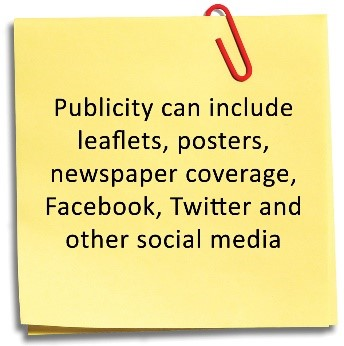 Publicity can include
leaflets, posters,
newspaper coverage,
Facebook, Twitter and
other social media